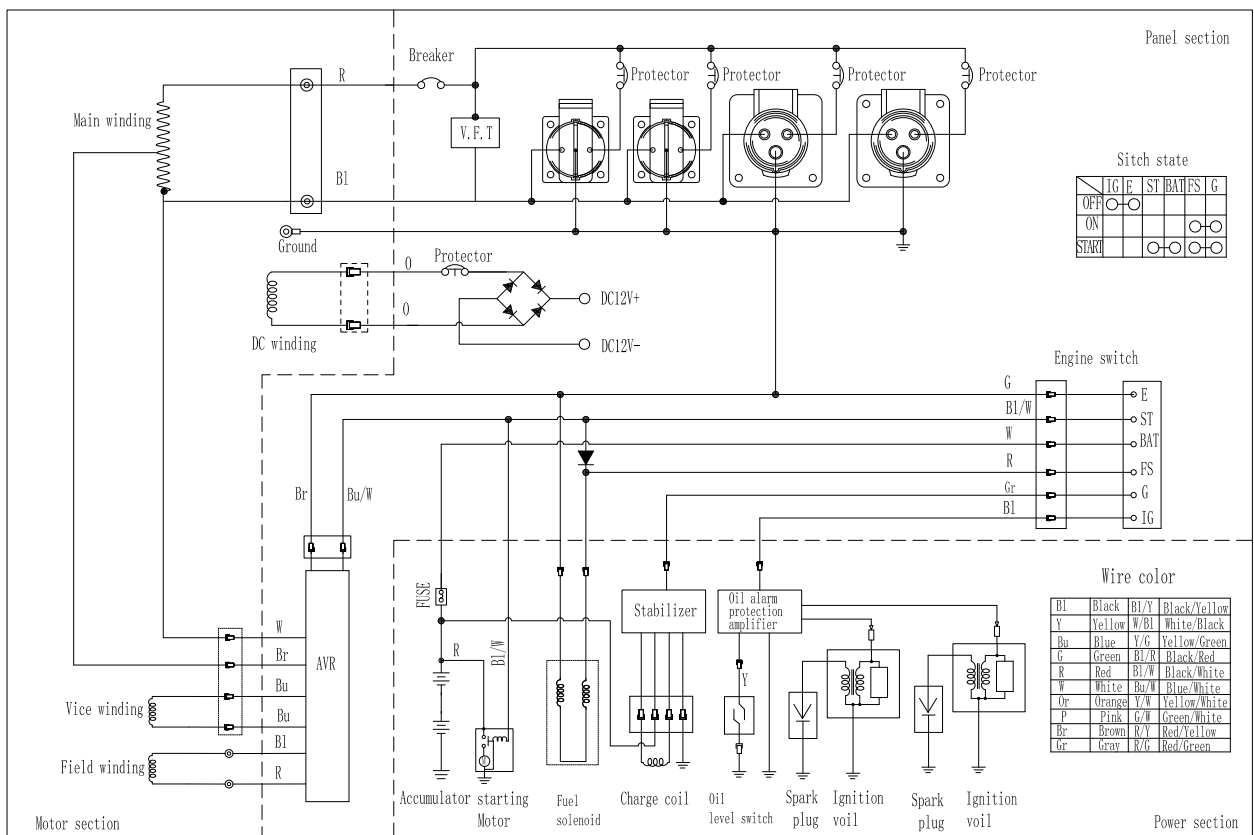 Panel section
Breaker
R
Protector
Protector
Protector
Protector
Main winding
V.F.T
Bl
Sitch state
IG E ST BAT FS G
OFF
ON
START
Ground
O
Protector
DC12V+
O
DC12V-
DC winding
Engine switch
G
E
Bl/W
ST
W
BAT
R
FS
Gr
G
Bl
IG
Br
Bu/W
FUSE
Stabilizer
Oil alarm
protection
amplifier
Wire color
Bl Black Bl/Y Black/Yellow
Y Yellow W/Bl White/Black
Bu Blue Y/G Yellow/Green
G Green Bl/R Black/Red
R Red Bl/W Black/White
W White Bu/W Blue/White
Or Orange Y/W Yellow/White
P Pink G/W Green/White
Br Brown R/Y Red/Yellow
Gr Gray R/G Red/Green
W
Br
AVR
R
Bl/W
Y
Bu
Vice winding
Bu
Bl
Field winding
R
Accumulator starting
Motor
Fuel
solenoid
Charge coil
Oil
level switch
Spark
plug
Ignition
voil
Spark
plug
Ignition
voil
Motor section
Power section